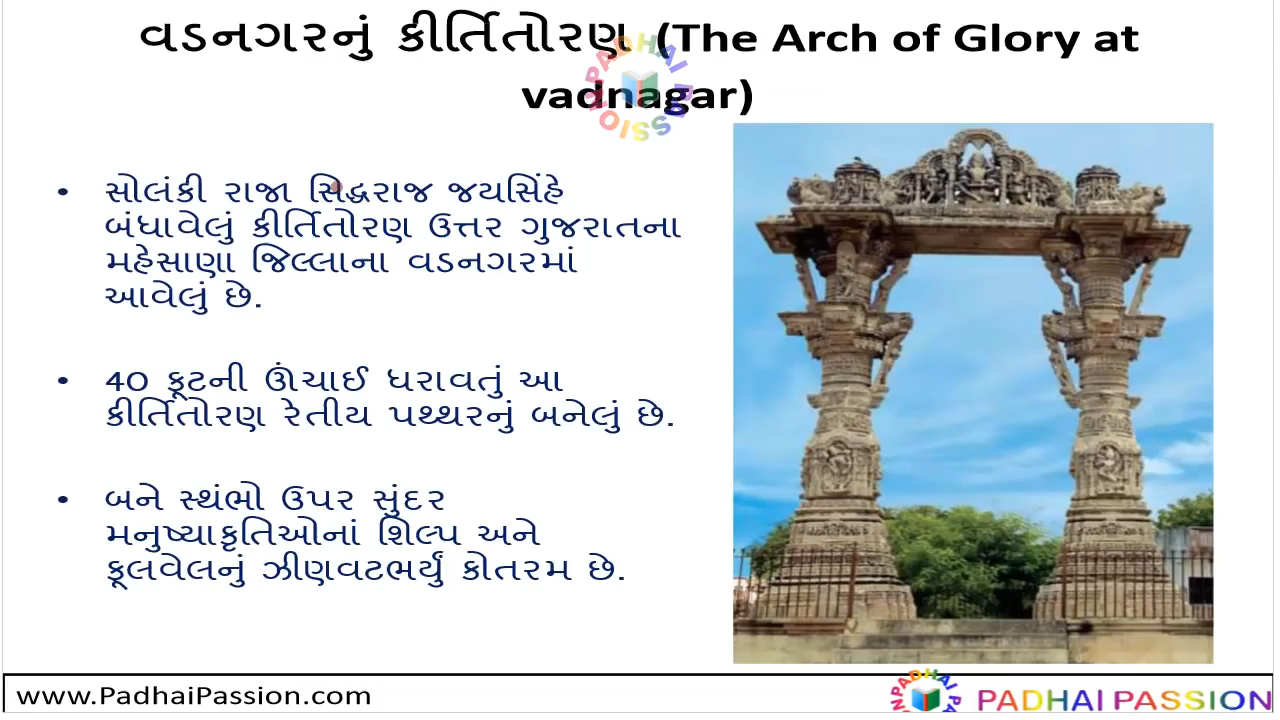 વડનગરનું કીર્તિતોરણ (The Arch of Glory at
vadnagar)
• સોલંકી રાજા સિદ્ધરાજ જયસિંહે
બંધાવેલું કીર્તિતોરણ ઉત્તર ગુજરાતના
મહેસાણા જિલ્લાના વડનગરમાં
આવેલું છે.
• 40 ફૂટની ઊંચાઈ ધરાવતું આ
કીર્તિતોરણ રેતીય પથ્થરનું બનેલું છે.
• બને સ્થંભો ઉપર સુંદર
મનુષ્યાકૃતિઓનાં શિલ્પ અને
ફૂલવેલનું ઝીણવટભર્યું કોતરમ છે.
www.PadhaiPassion.com
PADHAI PASSION